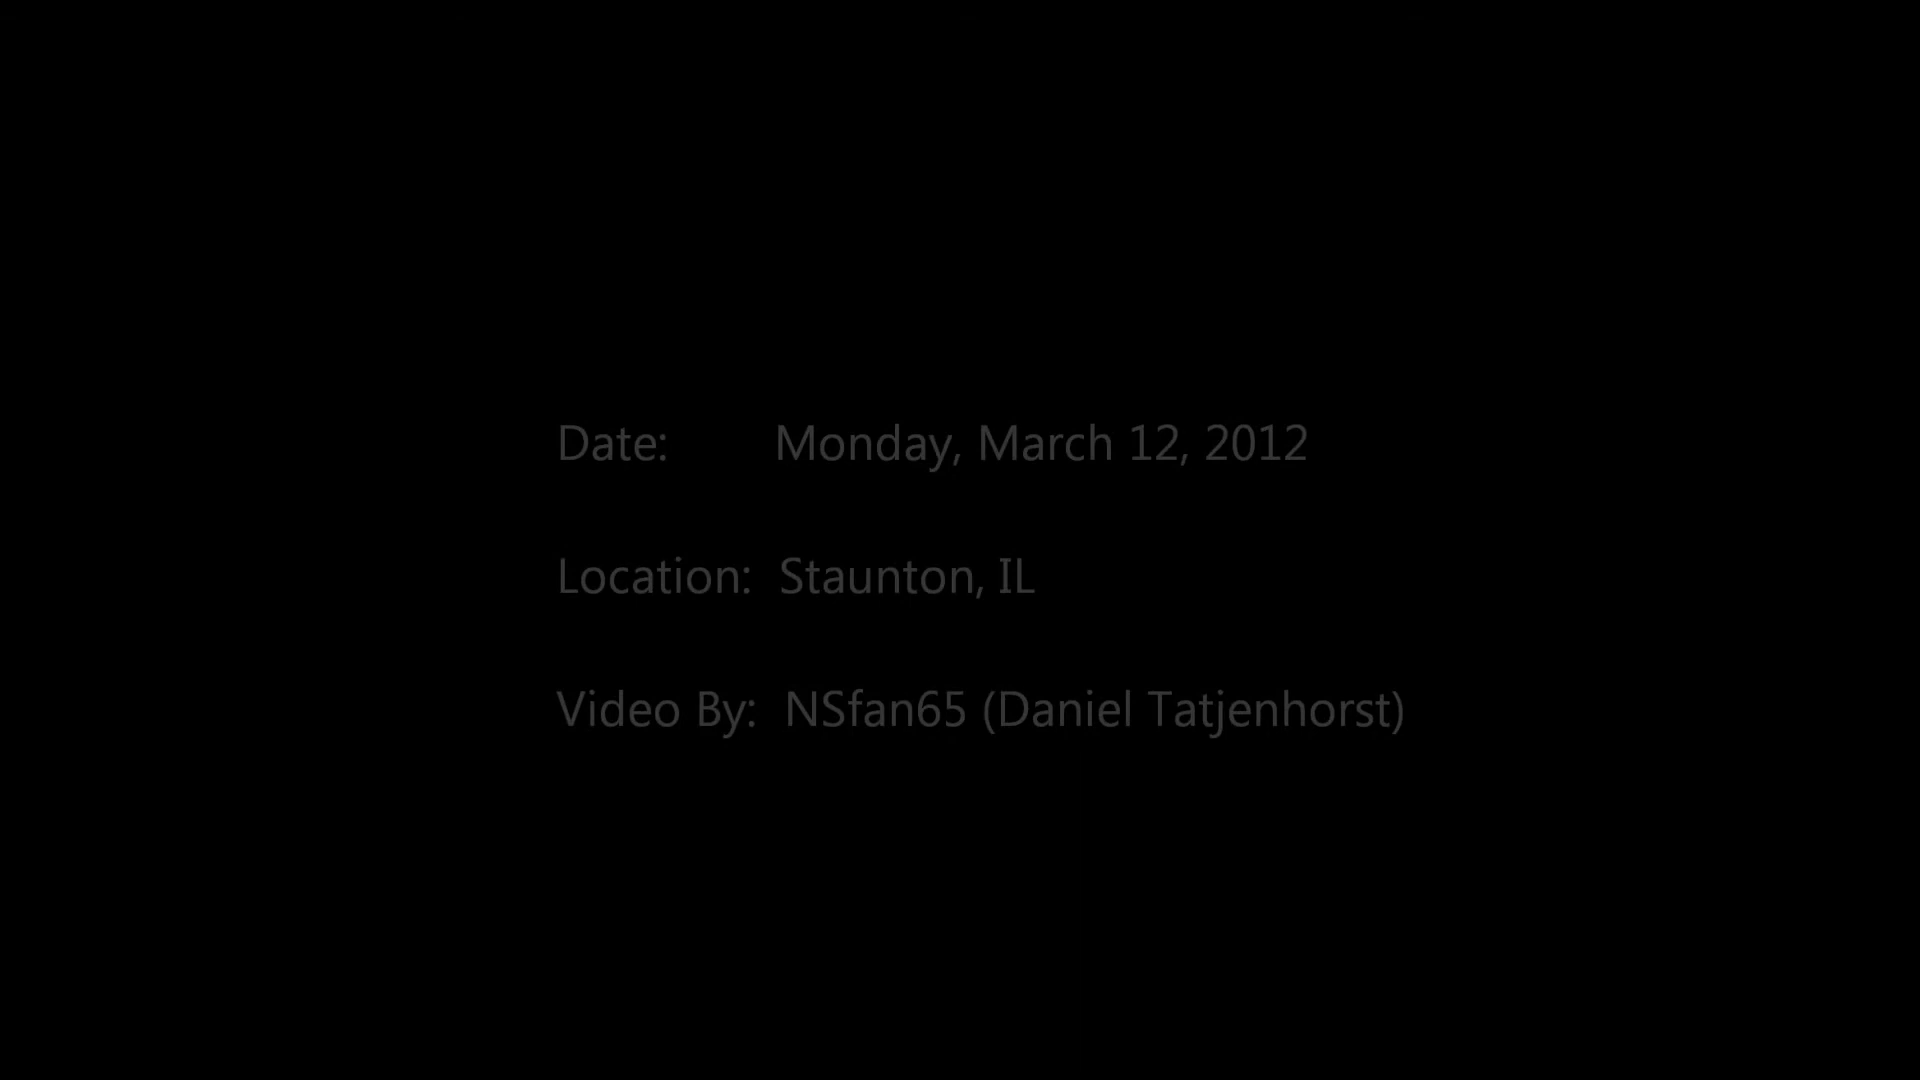 Date: Monday, March 12, 2012
Location: Staunton, IL
Video By: NSfan65 (Daniel Tatjenhorst)